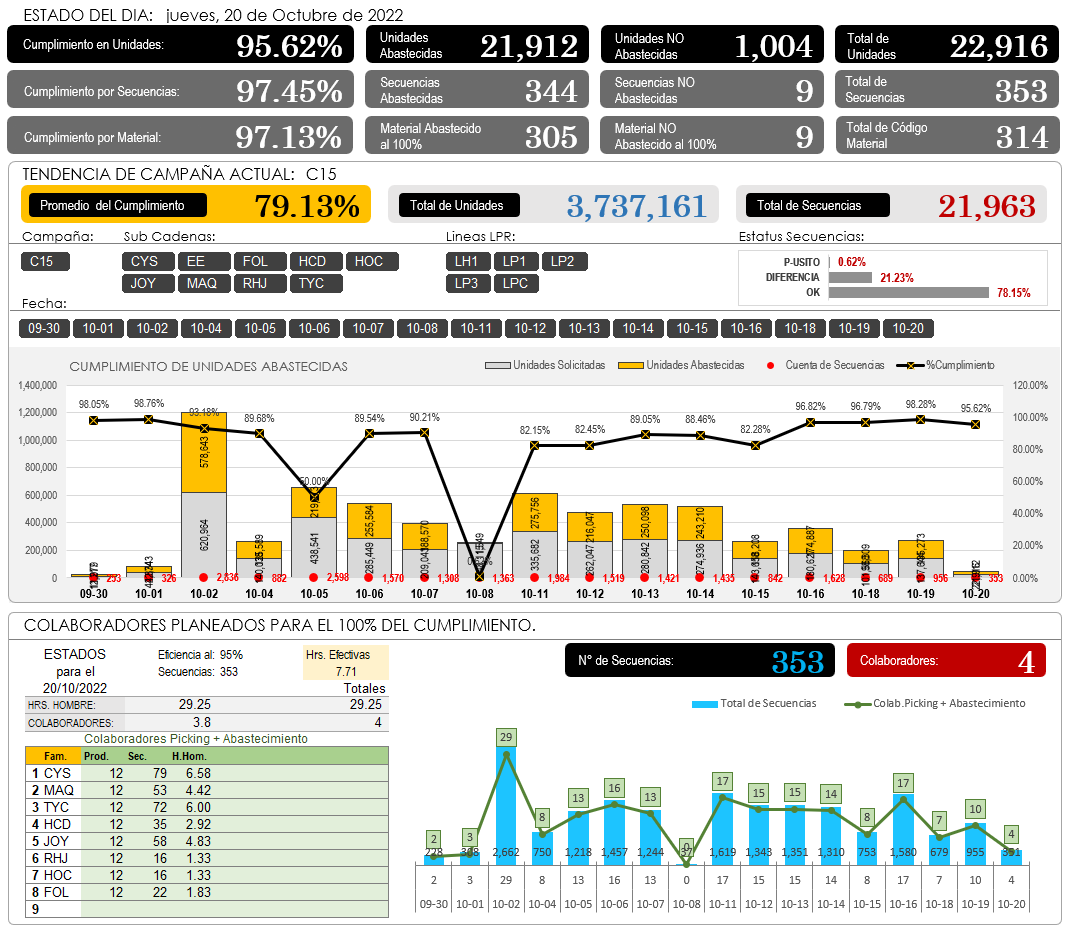 ESTADO DEL DIA: jueves, 20 de Octubre de 2022
Cumplimiento en Unidades: 95.62%
Unidades Abastecidas 21,912
Unidades NO Abastecidas 1,004
Total de Unidades 22,916
Cumplimiento por Secuencias: 97.45%
Secuencias Abastecidas 344
Secuencias NO Abastecidas 9
Total de Secuencias 353
Cumplimiento por Material: 97.13%
Material Abastecido al 100% 305
Material NO Abastecido al 100% 9
Total de Código Material 314
TENDENCIA DE CAMPAÑA ACTUAL: C15
Promedio del Cumplimiento 79.13%
Total de Unidades 3,737,161
Total de Secuencias 21,963
Campaña: Sub Cadenas: Lineas LPR: Estatus Secuencias:
C15 CYS EE FOL HCD HOC LH1 LP1 LP2
JOY MAQ RHJ TYC LP3 LPC
P-USITO 0.62%
DIFERENCIA 21.23%
OK 78.15%
Fecha:
09-30 10-01 10-02 10-04 10-05 10-06 10-07 10-08 10-11 10-12 10-13 10-14 10-15 10-16 10-18 10-19 10-20
CUMPLIMIENTO DE UNIDADES ABASTECIDAS
Unidades Solicitadas Unidades Abastecidas Cuenta de Secuencias %Cumplimiento
1,400,000 120.00%
1,200,000 100.00%
1,000,000 80.00%
800,000 60.00%
600,000 40.00%
400,000 20.00%
200,000 0.00%
0
98.05% 98.76% 93.18% 89.68% 50.00% 89.54% 90.21% 82.15% 82.45% 89.05% 88.46% 82.28% 96.82% 96.79% 98.28% 95.62%
578,643 255,584 188,570 275,756 216,047 250,098 243,210
620,964 438,541 285,449 335,682 262,047 280,842 274,936
253 326 2,836 882 2,598 1,570 1,308 1,363 1,984 1,519 1,421 1,435 842 1,628 689 956 353
09-30 10-01 10-02 10-04 10-05 10-06 10-07 10-08 10-11 10-12 10-13 10-14 10-15 10-16 10-18 10-19 10-20
COLABORADORES PLANEADOS PARA EL 100% DEL CUMPLIMIENTO.
ESTADOS para el 20/10/2022
Eficiencia al: 95%
Secuencias: 353
Hrs. Efectivas
7.71
Totales
HRS. HOMBRE: 29.25 29.25
COLABORADORES: 3.8 4
Colaboradores Picking + Abastecimiento
Fam. Prod. Sec. H.Hom.
1 CYS 12 79 6.58
2 MAQ 12 53 4.42
3 TYC 12 72 6.00
4 HCD 12 35 2.92
5 JOY 12 58 4.83
6 RHJ 12 16 1.33
7 HOC 12 16 1.33
8 FOL 12 22 1.83
9
N° de Secuencias: 353
Colaboradores: 4
Total de Secuencias Colab.Picking + Abastecimiento
2 3 29 8 13 16 13 0 17 15 15 14 8 17 7 10 4
228 308 2,662 750 1,218 1,457 1,244 1,619 1,343 1,351 1,310 753 1,580 679 955 351
2 3 29 8 13 16 13 0 17 15 15 14 8 17 7 10 4
09-30 10-01 10-02 10-04 10-05 10-06 10-07 10-08 10-11 10-12 10-13 10-14 10-15 10-16 10-18 10-19 10-20